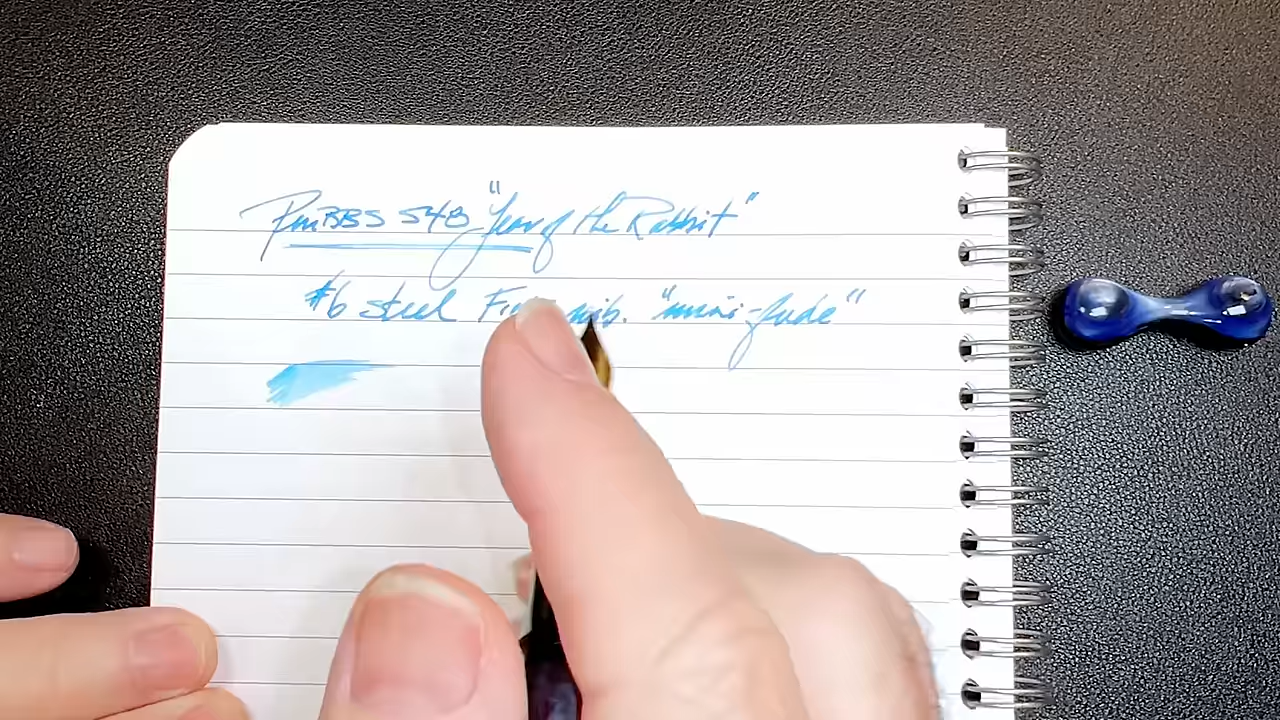 PenBBS 548 "Year of the Rabbit"
#6 steel nib. "mini-fude"